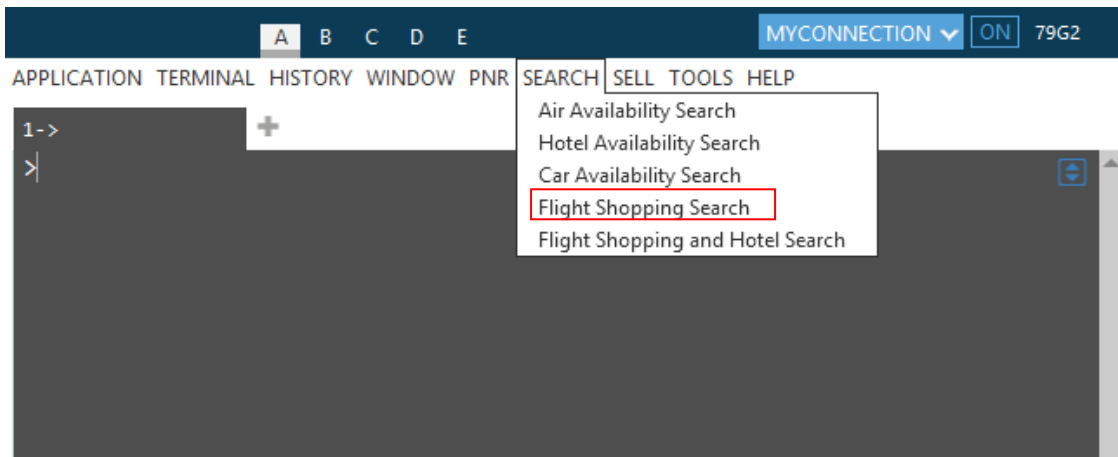 A B C D E MYCONNECTION ON 79G2
APPLICATION TERMINAL HISTORY WINDOW PNR SEARCH SELL TOOLS HELP
1->
>
Air Availability Search
Hotel Availability Search
Car Availability Search
Flight Shopping Search
Flight Shopping and Hotel Search